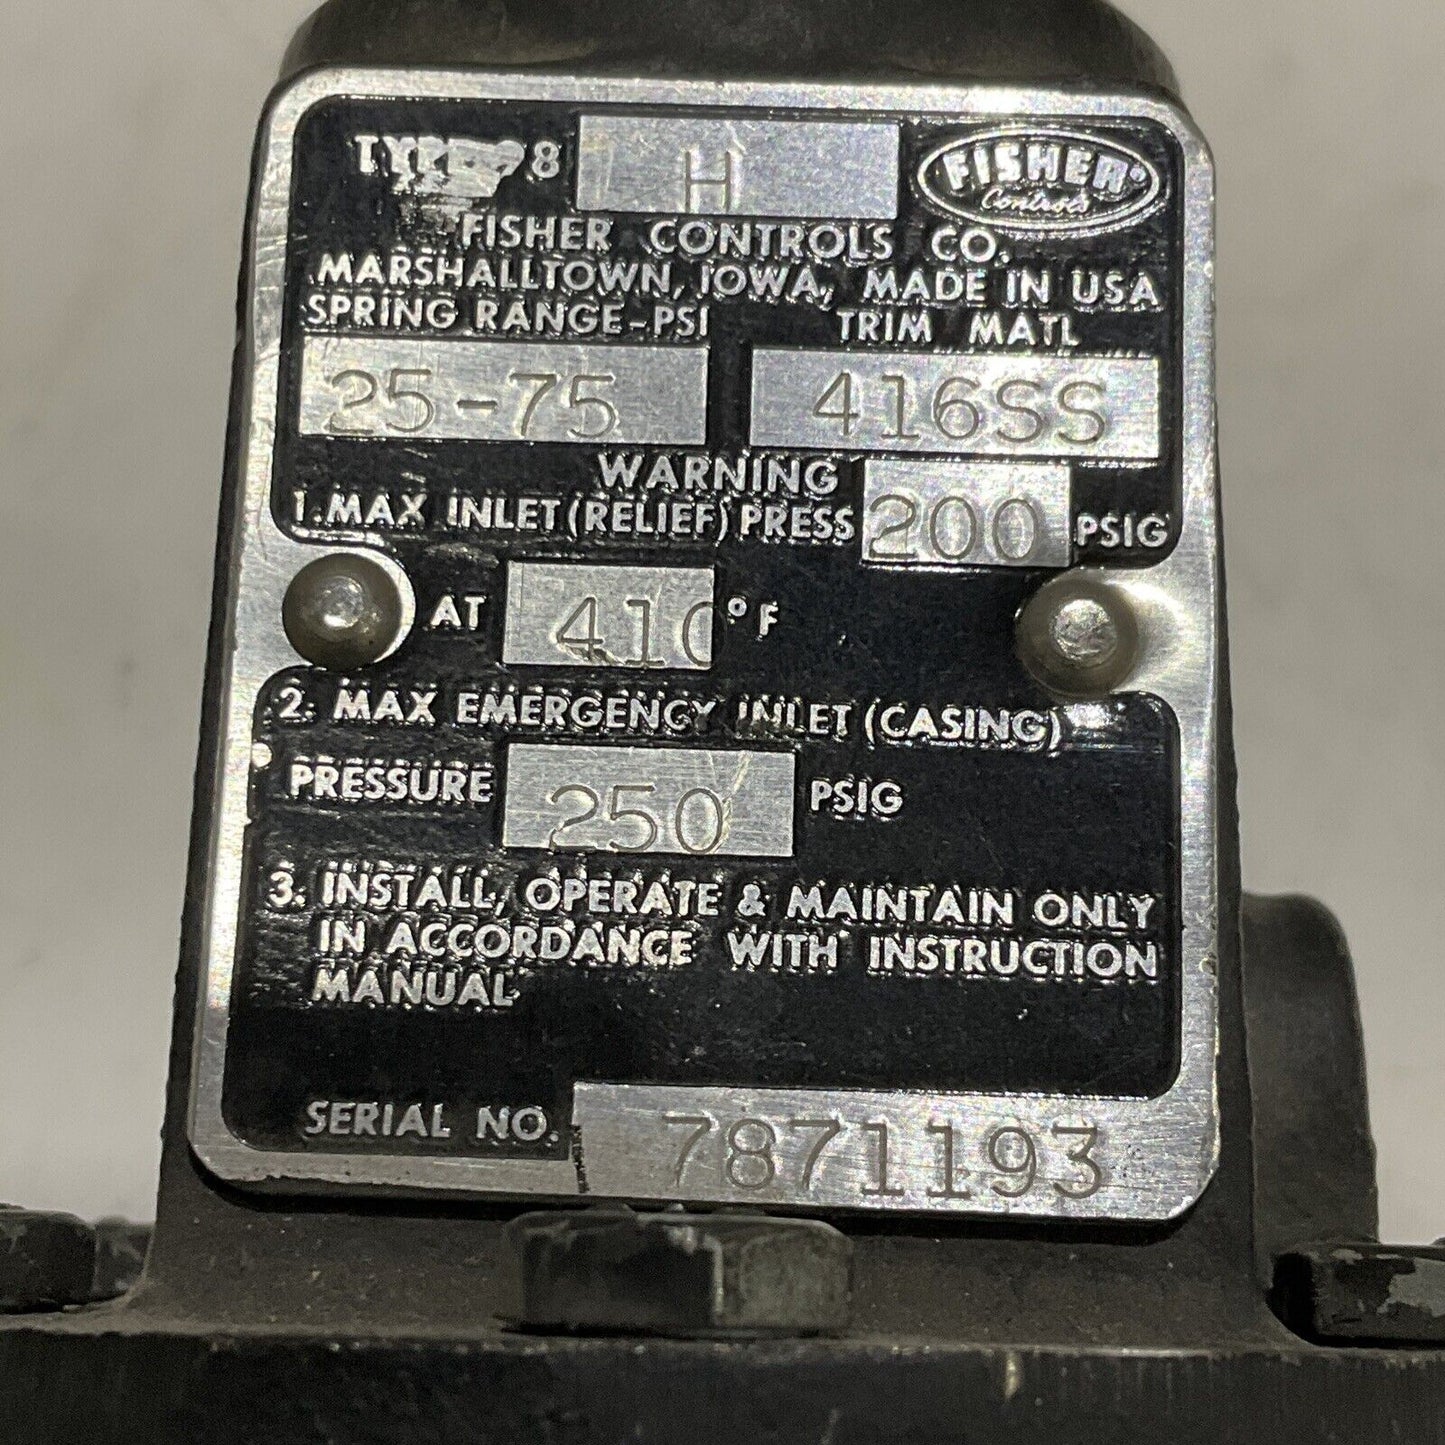 TYPE 98 H
FISHER®
Controls
FISHER CONTROLS CO.
MARSHALLTOWN, IOWA, MADE IN USA
SPRING RANGE-PSI TRIM MATL
25-75 416SS
WARNING
1. MAX INLET (RELIEF) PRESS 200 PSIG
AT 410 °F
2. MAX EMERGENCY INLET (CASING)
PRESSURE 250 PSIG
3. INSTALL, OPERATE & MAINTAIN ONLY
IN ACCORDANCE WITH INSTRUCTION
MANUAL
SERIAL NO. 7871193